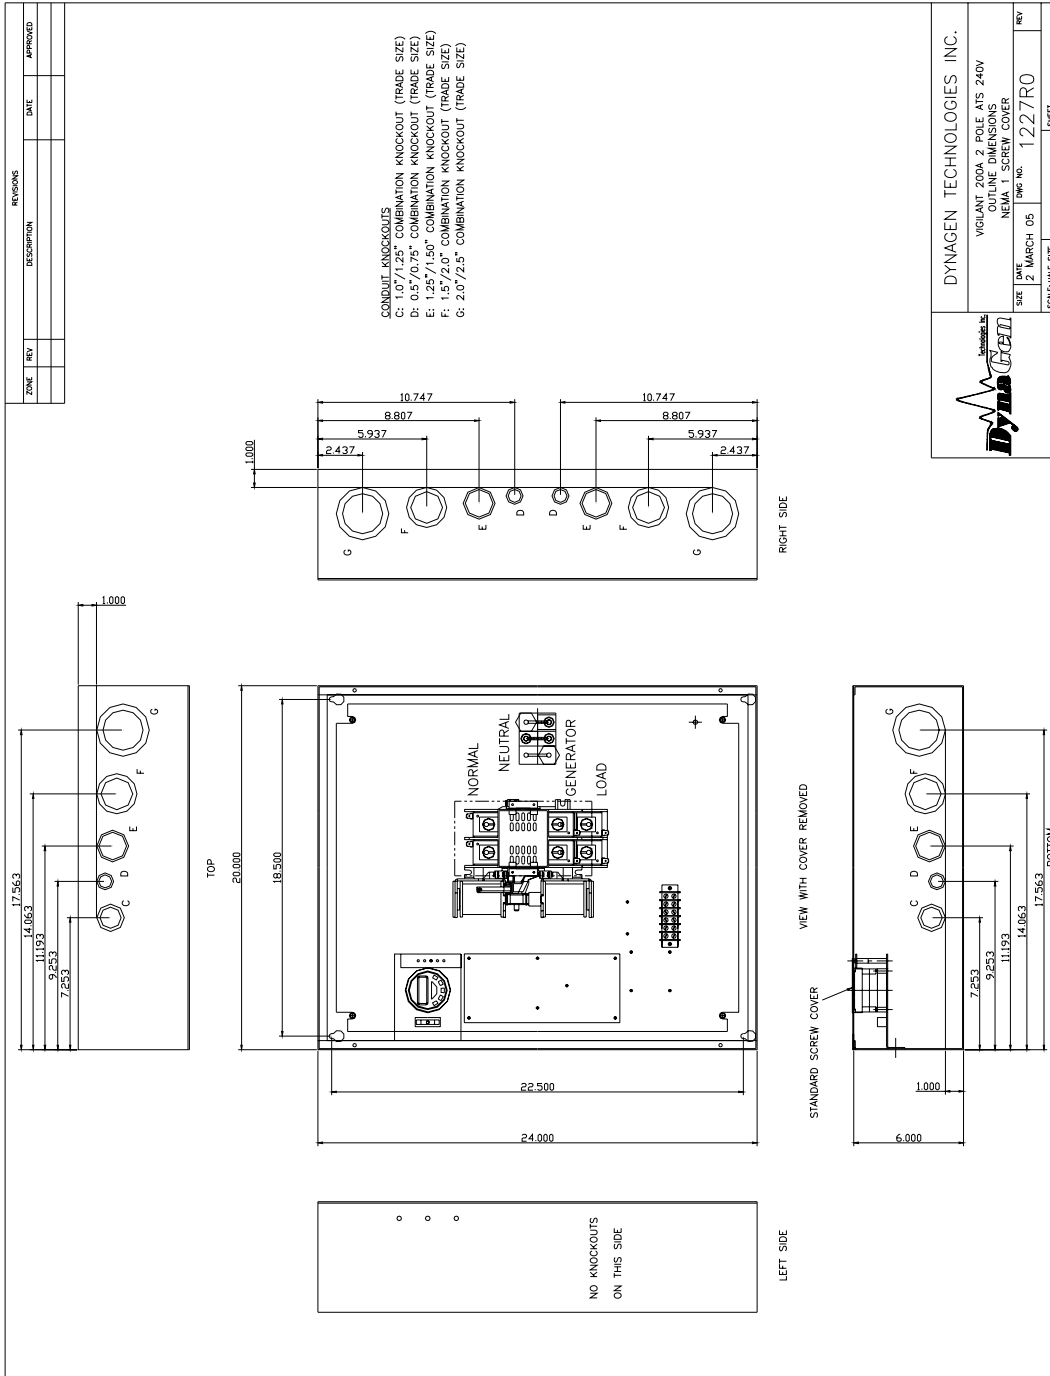 REVISIONS
ZONE REV DESCRIPTION DATE APPROVED
CONDUIT KNOCKOUTS
C: 1.0"/1.25" COMBINATION KNOCKOUT (TRADE SIZE)
D: 0.5"/0.75" COMBINATION KNOCKOUT (TRADE SIZE)
E: 1.25"/1.50" COMBINATION KNOCKOUT (TRADE SIZE)
F: 1.5"/2.0" COMBINATION KNOCKOUT (TRADE SIZE)
G: 2.0"/2.5" COMBINATION KNOCKOUT (TRADE SIZE)
10.747
10.747
8.807
8.807
5.937
5.937
2.437
2.437
1.000
G
F
E
D
D
E
F
G
RIGHT SIDE
1.000
G
F
E
D
C
17.563
14.063
11.193
9.253
7.253
TOP
20.000
18.500
NORMAL
NEUTRAL
GENERATOR
LOAD
22.500
24.000
VIEW WITH COVER REMOVED
STANDARD SCREW COVER
G
F
E
D
C
7.253
9.253
11.193
14.063
17.563
1.000
6.000
BOTTOM
NO KNOCKOUTS
ON THIS SIDE
LEFT SIDE
DynaGen
Technologies Inc.
DYNAGEN TECHNOLOGIES INC.
VIGILANT 200A 2 POLE ATS 240V
OUTLINE DIMENSIONS
NEMA 1 SCREW COVER
SIZE DATE DWG NO. REV
2 MARCH 05 1227R0
SHEET